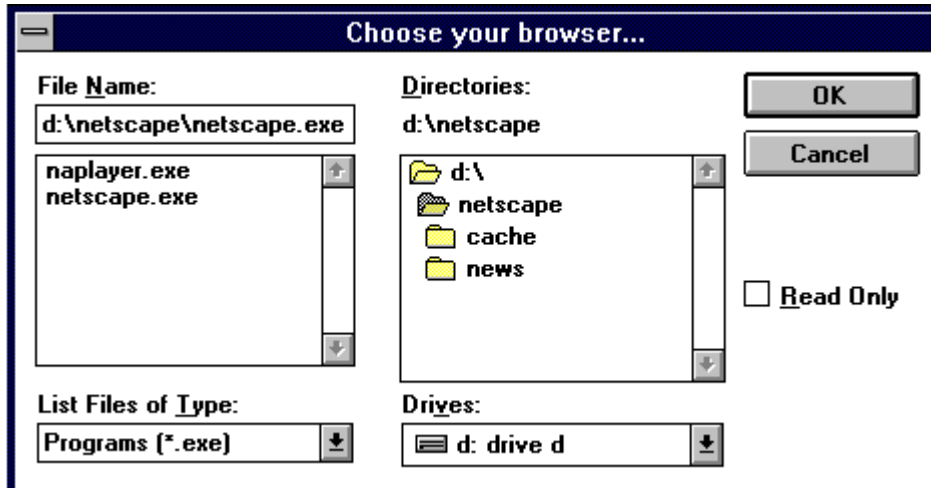 Choose your browser...
File Name:
d:\netscape\netscape.exe
naplayer.exe
netscape.exe
List Files of Type:
Programs (*.exe)
Directories:
d:\netscape
d:\
netscape
cache
news
Drives:
d: drive d
OK
Cancel
Read Only